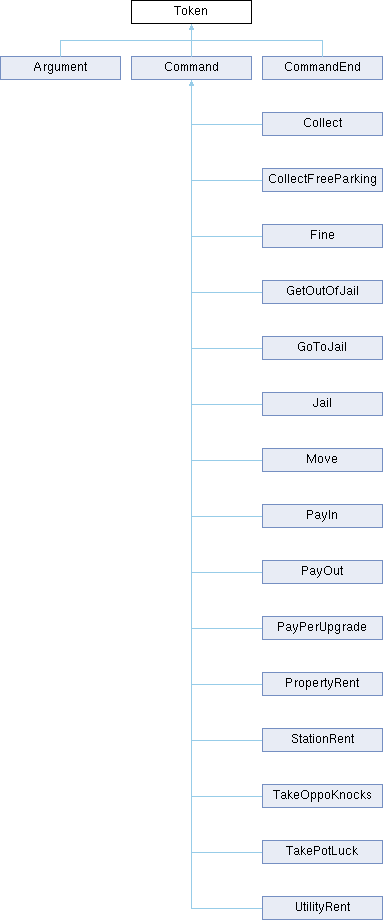 Token
Argument
Command
CommandEnd
Collect
CollectFreeParking
Fine
GetOutOfJail
GoToJail
Jail
Move
PayIn
PayOut
PayPerUpgrade
PropertyRent
StationRent
TakeOppoKnocks
TakePotLuck
UtilityRent